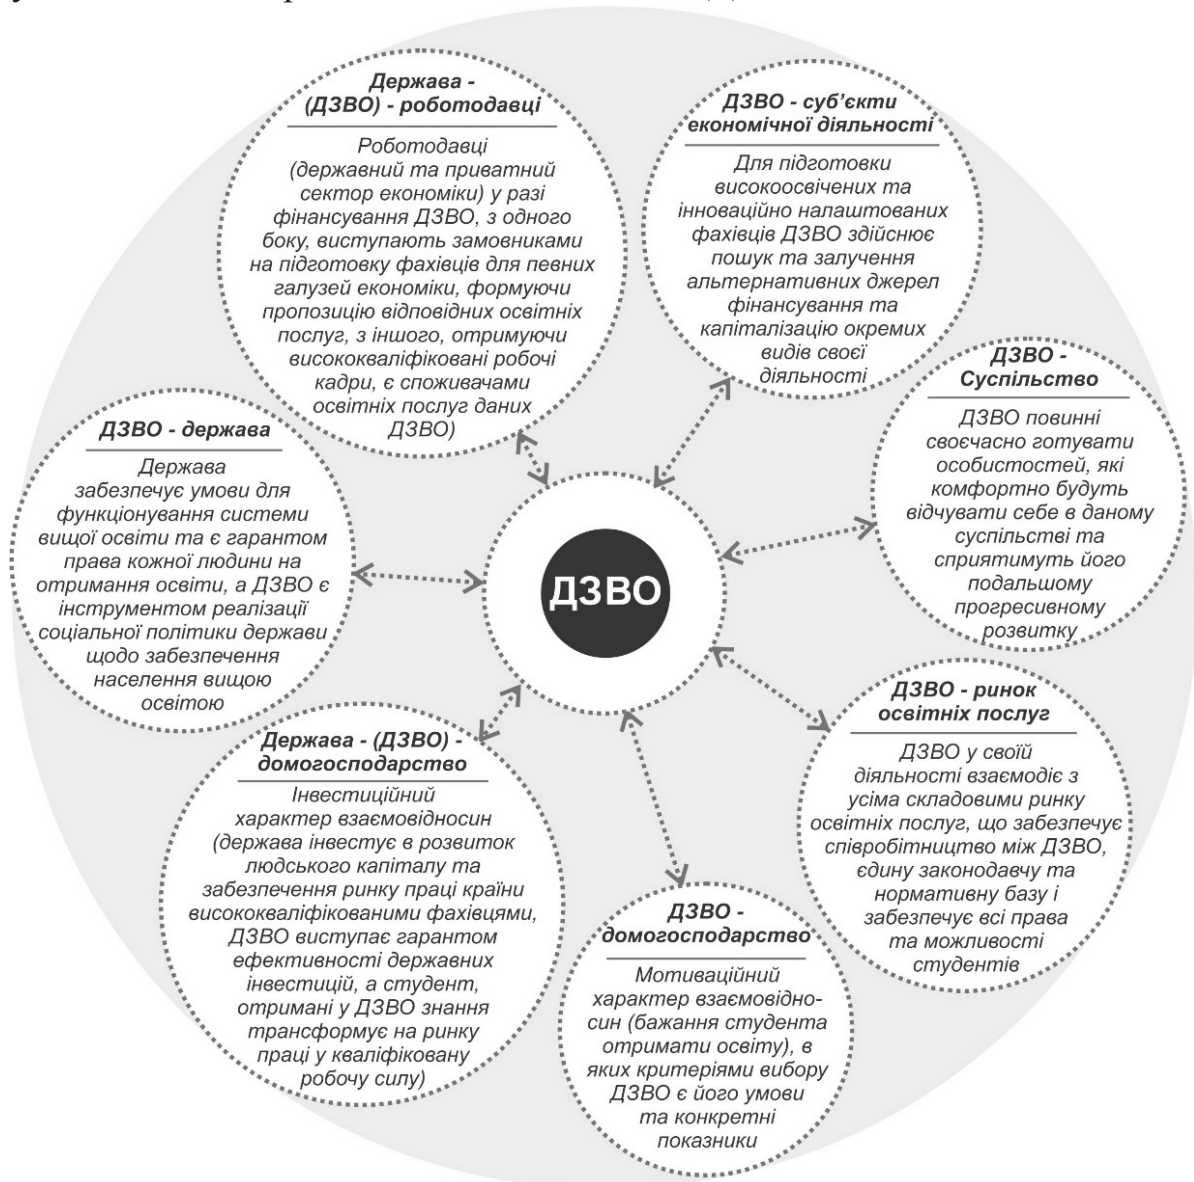 Держава -
(ДЗВО) - роботодавці
Роботодавці
(державний та приватний
сектор економіки) у разі
фінансування ДЗВО, з одного
боку, виступають замовниками
на підготовку фахівців для певних
галузей економіки, формуючи
пропозицію відповідних освітніх
послуг, з іншого, отримуючи
висококваліфіковані робочі
кадри, є споживачами
освітніх послуг даних
ДЗВО)
ДЗВО - суб'єкти
економічної діяльності
Для підготовки
високоосвічених та
інноваційно налаштованих
фахівців ДЗВО здійснює
пошук та залучення
альтернативних джерел
фінансування та
капіталізацію окремих
видів своєї
діяльності
ДЗВО -
Суспільство
ДЗВО повинні
своєчасно готувати
особистостей, які
комфортно будуть
відчувати себе в даному
суспільстві та
сприятимуть його
подальшому
прогресивному
розвитку
ДЗВО - держава
Держава
забезпечує умови для
функціонування системи
вищої освіти та є гарантом
права кожної людини на
отримання освіти, а ДЗВО є
інструментом реалізації
соціальної політики держави
щодо забезпечення
населення вищою
освітою
ДЗВО
ДЗВО - ринок
освітніх послуг
ДЗВО у своїй
діяльності взаємодіє з
усіма складовими ринку
освітніх послуг, що забезпечує
співробітництво між ДЗВО,
єдину законодавчу та
нормативну базу і
забезпечує всі права
та можливості
студентів
Держава - (ДЗВО) -
домогосподарство
Інвестиційний
характер взаємовідносин
(держава інвестує в розвиток
людського капіталу та
забезпечення ринку праці країни
висококваліфікованими фахівцями,
ДЗВО виступає гарантом
ефективності державних
інвестицій, а студент,
отримані у ДЗВО знання
трансформує на ринку
праці у кваліфіковану
робочу силу)
ДЗВО -
домогосподарство
Мотиваційний
характер взаємовідно-
син (бажання студента
отримати освіту), в
яких критеріями вибору
ДЗВО є його умови
та конкретні
показники